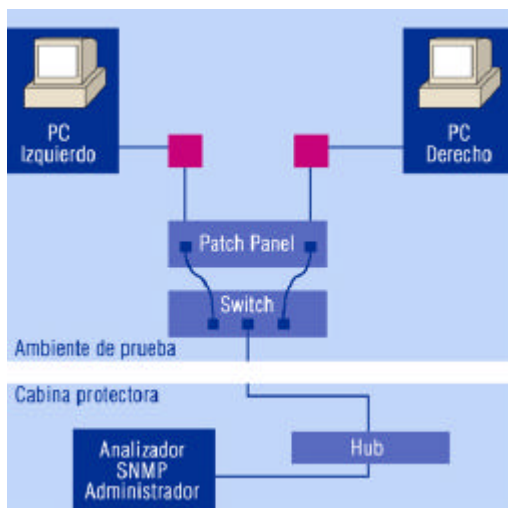 PC
Izquierdo
PC
Derecho
Patch Panel
Switch
Ambiente de prueba
Cabina protectora
Analizador
SNMP
Administrador
Hub